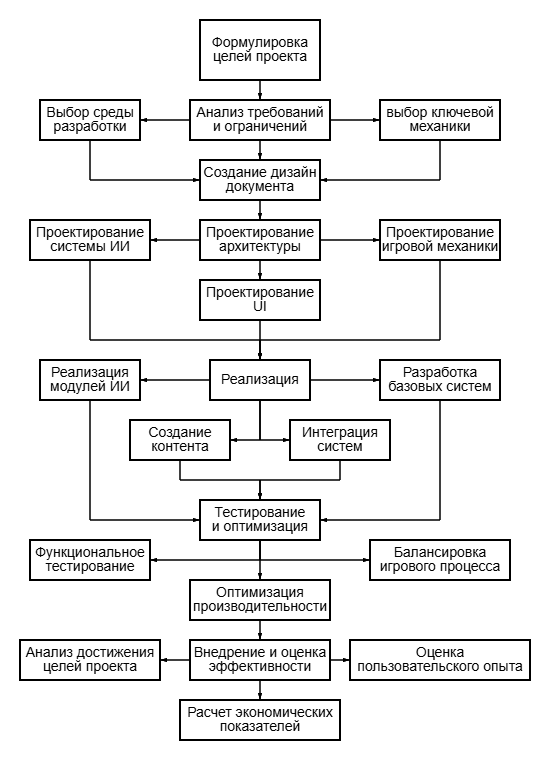 Формулировка
целей проекта
Выбор среды
разработки
Анализ требований
и ограничений
выбор ключевой
механики
Создание дизайн
документа
Проектирование
системы ИИ
Проектирование
архитектуры
Проектирование
игровой механики
Проектирование
UI
Реализация
модулей ИИ
Реализация
Разработка
базовых систем
Создание
контента
Интеграция
систем
Тестирование
и оптимизация
Функциональное
тестирование
Балансировка
игрового процесса
Оптимизация
производительности
Анализ достижения
целей проекта
Внедрение и оценка
эффективности
Оценка
пользовательского опыта
Расчет экономических
показателей